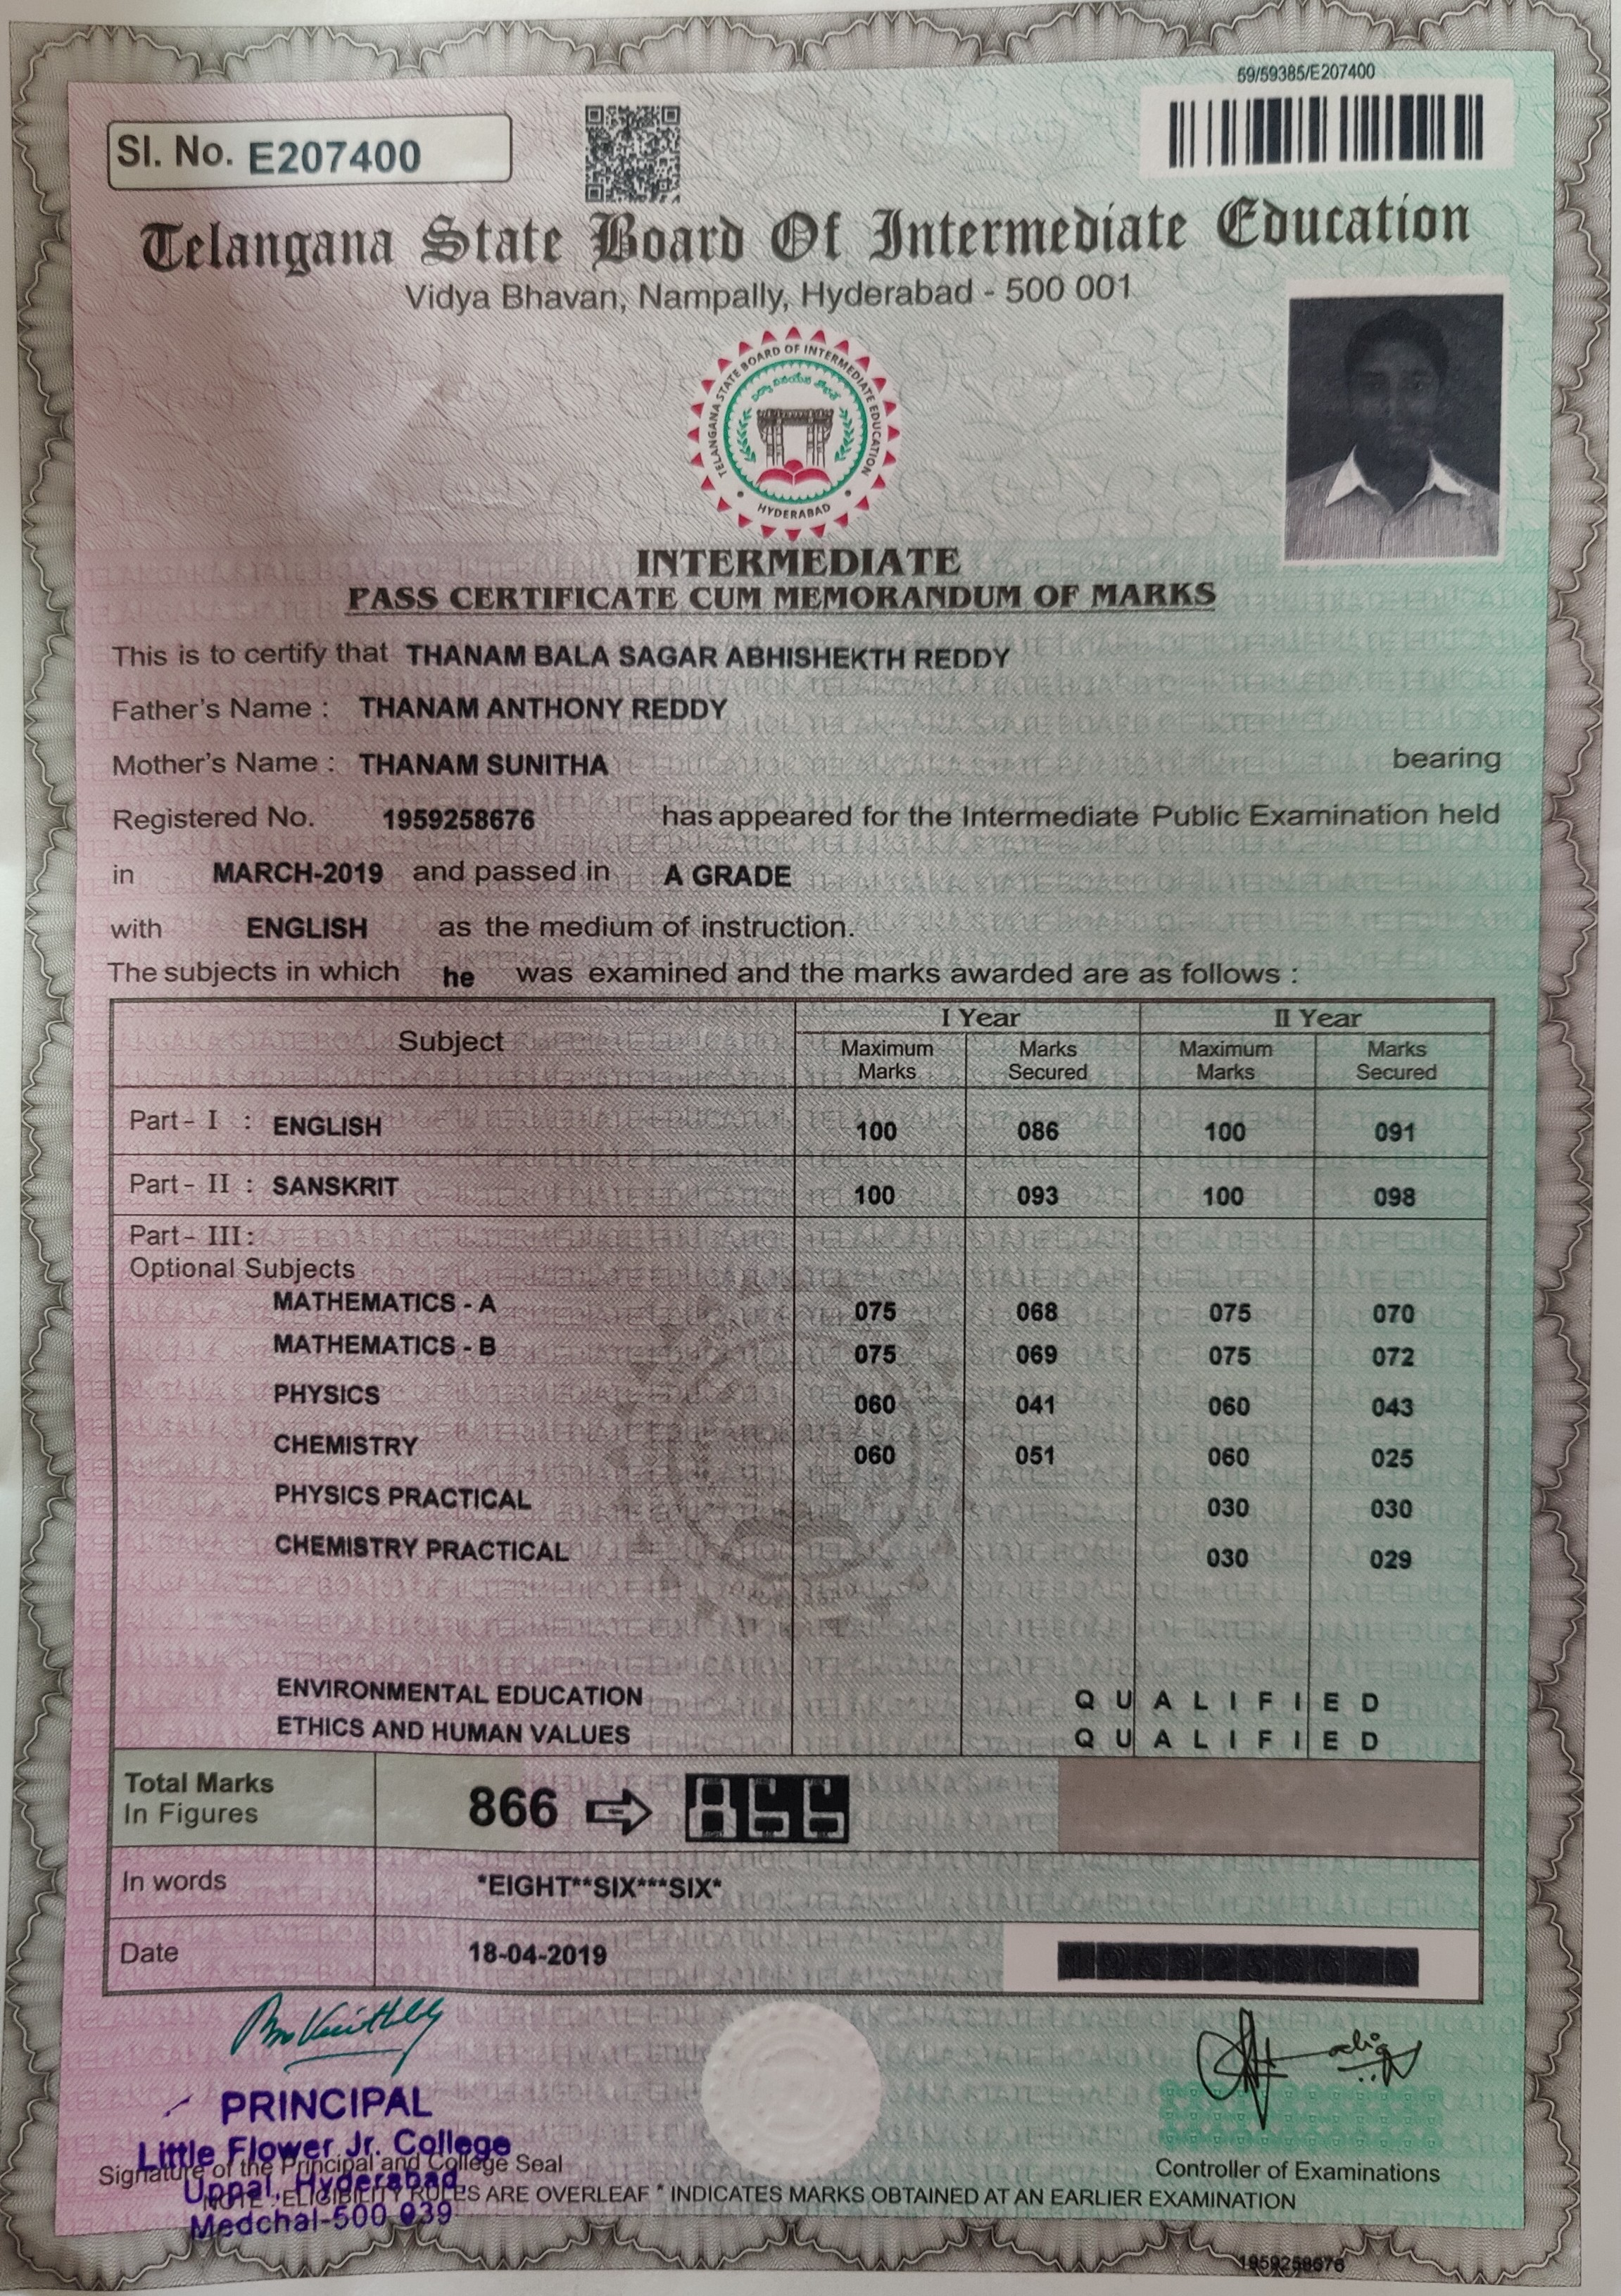 59/59385/E207400
Sl. No. E207400
Telangana State Board Of Intermediate Education
Vidya Bhavan, Nampally, Hyderabad - 500 001
TELANGANA STATE BOARD OF INTERMEDIATE EDUCATION
• HYDERABAD •
INTERMEDIATE
PASS CERTIFICATE CUM MEMORANDUM OF MARKS
This is to certify that THANAM BALA SAGAR ABHISHEKTH REDDY
Father's Name : THANAM ANTHONY REDDY
Mother's Name : THANAM SUNITHA bearing
Registered No. 1959258676 has appeared for the Intermediate Public Examination held
in MARCH-2019 and passed in A GRADE
with ENGLISH as the medium of instruction.
The subjects in which he was examined and the marks awarded are as follows :
Subject I Year II Year
Maximum Marks Marks Secured Maximum Marks Marks Secured
Part - I : ENGLISH 100 086 100 091
Part - II : SANSKRIT 100 093 100 098
Part - III :
Optional Subjects
MATHEMATICS - A 075 068 075 070
MATHEMATICS - B 075 069 075 072
PHYSICS 060 041 060 043
CHEMISTRY 060 051 060 025
PHYSICS PRACTICAL 030 030
CHEMISTRY PRACTICAL 030 029
ENVIRONMENTAL EDUCATION QUALIFIED
ETHICS AND HUMAN VALUES QUALIFIED
Total Marks
In Figures 866 866
In words *EIGHT**SIX***SIX*
Date 18-04-2019
PRINCIPAL
Little Flower Jr. College
Signature of the Principal and College Seal
Uppal, Hyderabad
Medchal-500 039
Controller of Examinations
NOTE : ELIGIBILITY RULES ARE OVERLEAF * INDICATES MARKS OBTAINED AT AN EARLIER EXAMINATION
1959258676